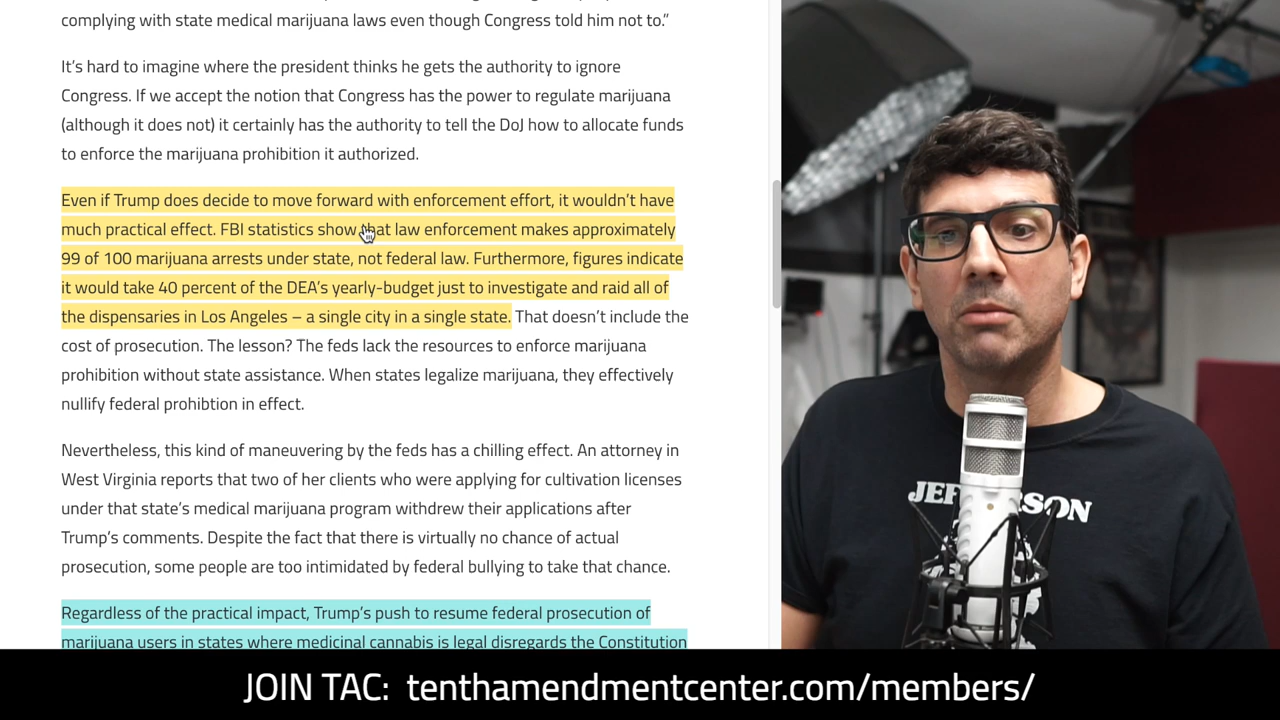 complying with state medical marijuana laws even though Congress told him not to.”
It’s hard to imagine where the president thinks he gets the authority to ignore
Congress. If we accept the notion that Congress has the power to regulate marijuana
(although it does not) it certainly has the authority to tell the DoJ how to allocate funds
to enforce the marijuana prohibition it authorized.
Even if Trump does decide to move forward with enforcement effort, it wouldn’t have
much practical effect. FBI statistics show that law enforcement makes approximately
99 of 100 marijuana arrests under state, not federal law. Furthermore, figures indicate
it would take 40 percent of the DEA’s yearly-budget just to investigate and raid all of
the dispensaries in Los Angeles – a single city in a single state. That doesn’t include the
cost of prosecution. The lesson? The feds lack the resources to enforce marijuana
prohibition without state assistance. When states legalize marijuana, they effectively
nullify federal prohibtion in effect.
Nevertheless, this kind of maneuvering by the feds has a chilling effect. An attorney in
West Virginia reports that two of her clients who were applying for cultivation licenses
under that state’s medical marijuana program withdrew their applications after
Trump’s comments. Despite the fact that there is virtually no chance of actual
prosecution, some people are too intimidated by federal bullying to take that chance.
Regardless of the practical impact, Trump’s push to resume federal prosecution of
marijuana users in states where medicinal cannabis is legal disregards the Constitution
JOIN TAC: tenthamendmentcenter.com/members/